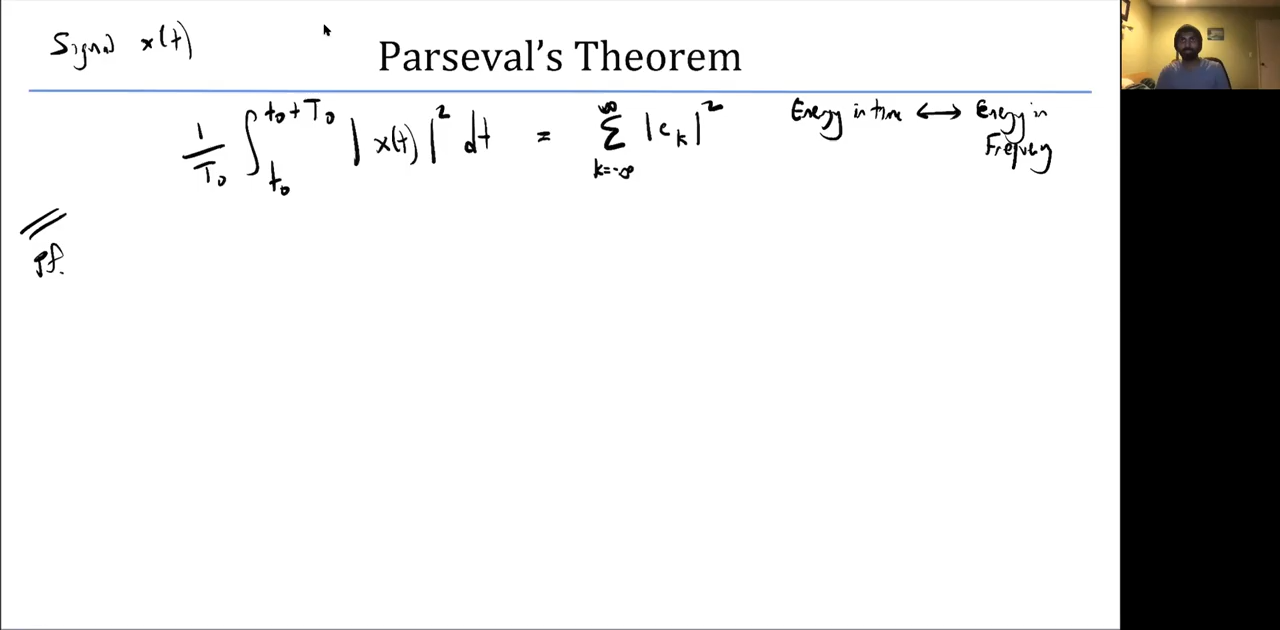 Signal x(t)
Parseval's Theorem
1/T₀ ∫_{t₀}^{t₀+T₀} |x(t)|² dt = ∑_{k=-∞}^{∞} |c_k|²
Energy in time ↔ Energy in
Frequency
Pf.